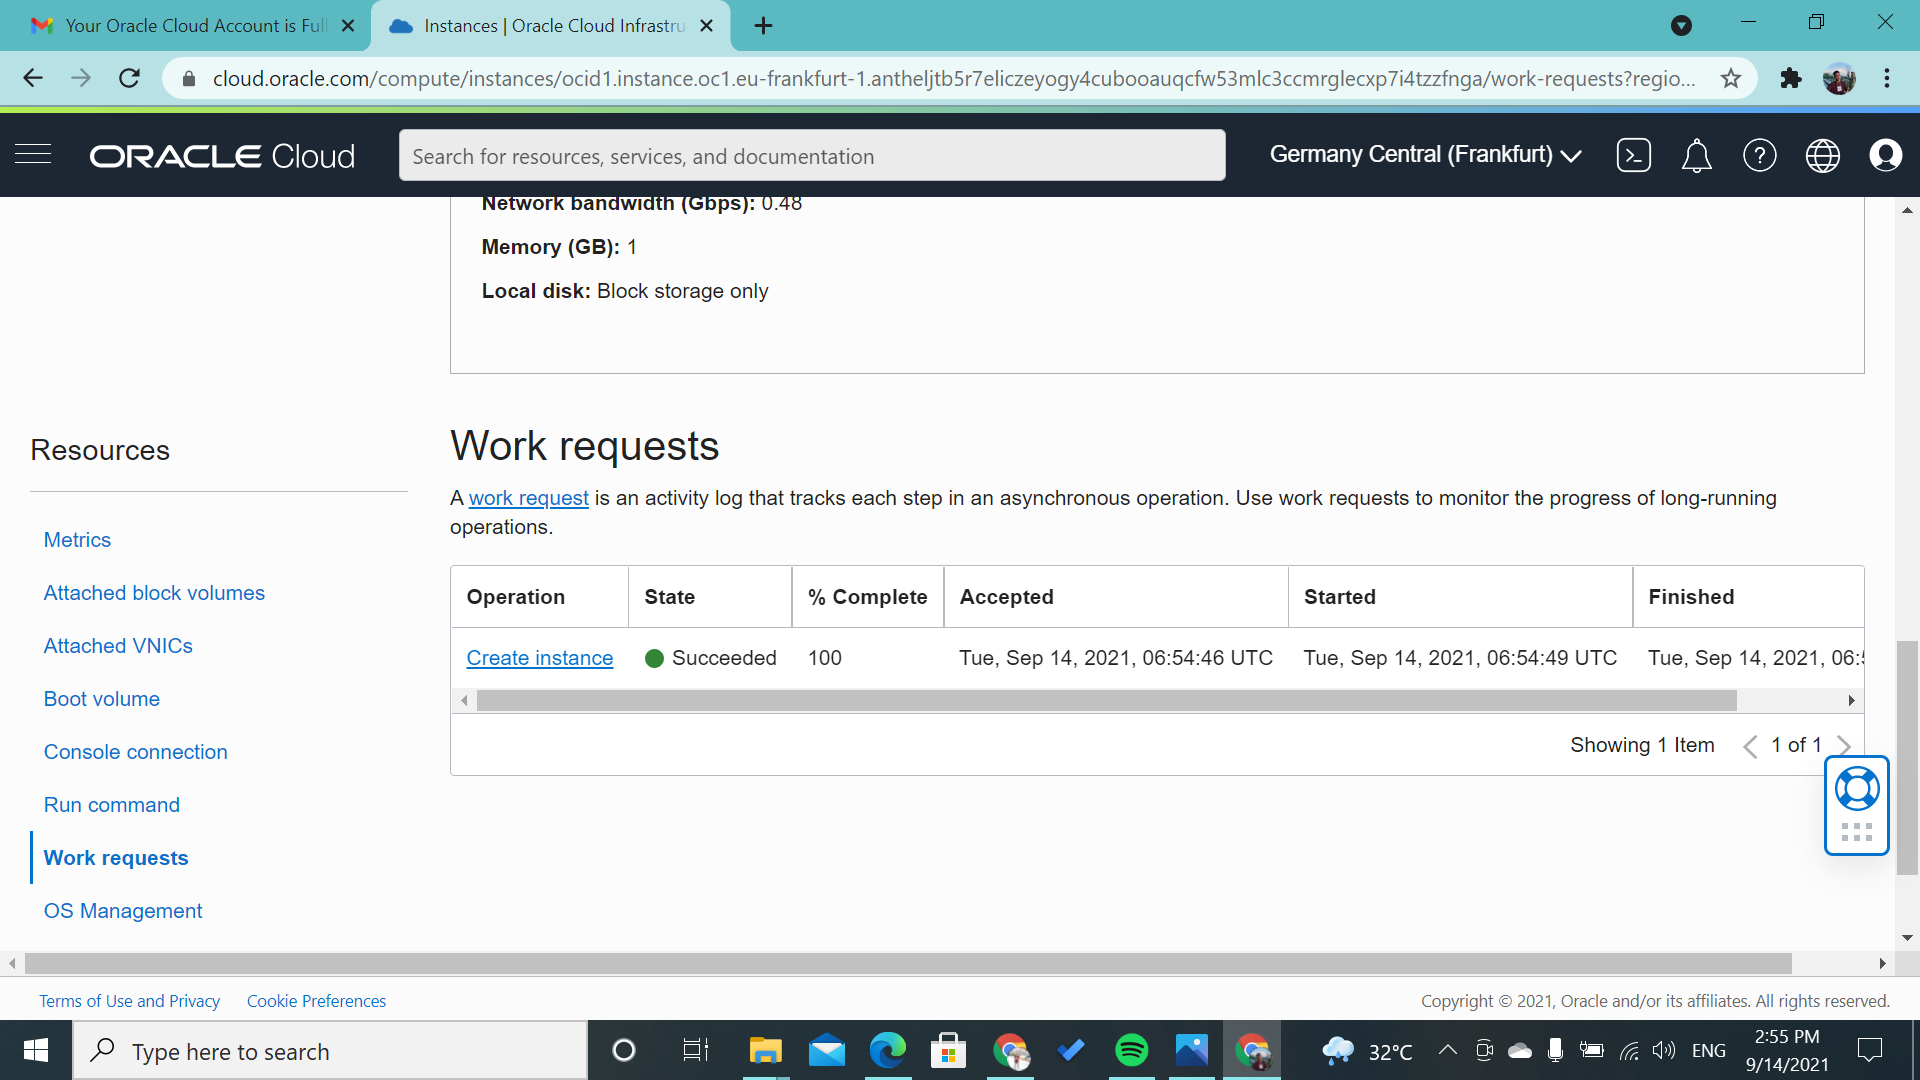 Your Oracle Cloud Account is Full
Instances | Oracle Cloud Infrastru
cloud.oracle.com/compute/instances/ocid1.instance.oc1.eu-frankfurt-1.antheljtb5r7eliczeyogy4cubooauqcfw53mlc3ccmrglecxp7i4tzzfnga/work-requests?regio...
ORACLE Cloud
Search for resources, services, and documentation
Germany Central (Frankfurt)
Network bandwidth (Gbps): 0.48
Memory (GB): 1
Local disk: Block storage only
Resources
Metrics
Attached block volumes
Attached VNICs
Boot volume
Console connection
Run command
Work requests
OS Management
Work requests
A work request is an activity log that tracks each step in an asynchronous operation. Use work requests to monitor the progress of long-running
operations.
Operation State % Complete Accepted Started Finished
Create instance Succeeded 100 Tue, Sep 14, 2021, 06:54:46 UTC Tue, Sep 14, 2021, 06:54:49 UTC Tue, Sep 14, 2021, 06:
Showing 1 Item 1 of 1
Terms of Use and Privacy Cookie Preferences
Copyright © 2021, Oracle and/or its affiliates. All rights reserved.
Type here to search
32°C
ENG
2:55 PM
9/14/2021